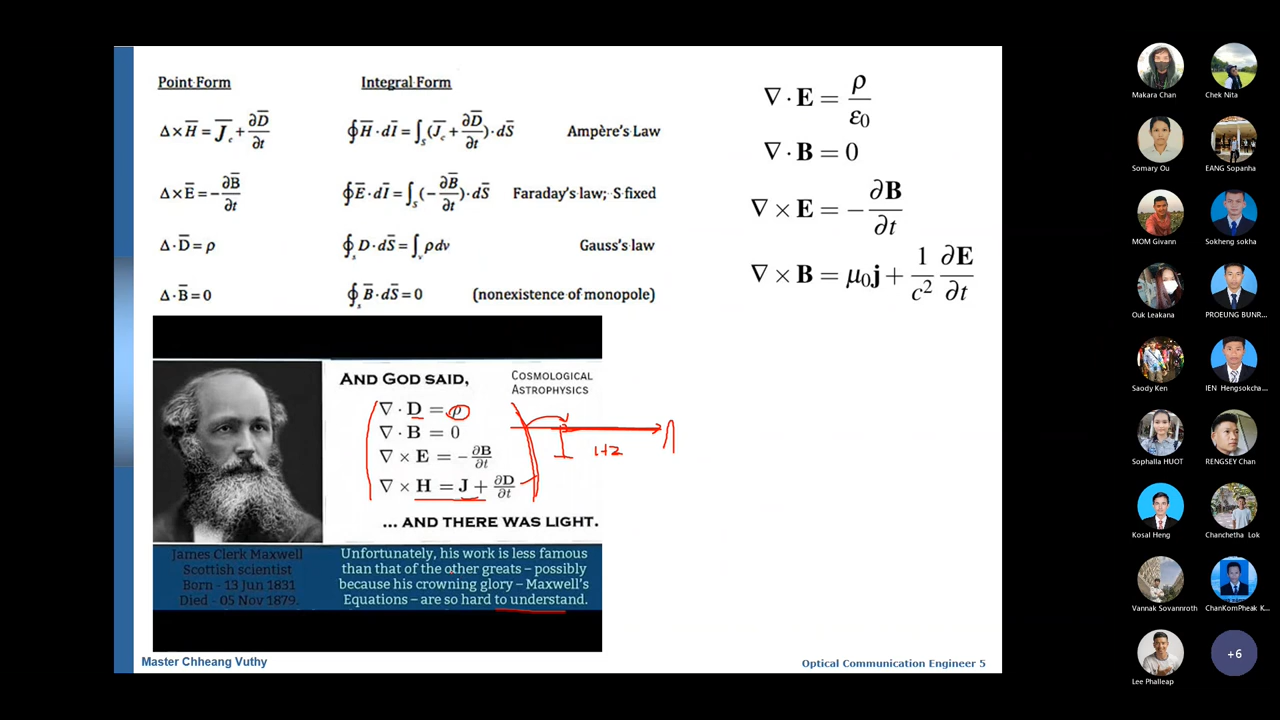 Point Form
Integral Form
Δ × H̅ = J̅c + ∂D̅/∂t
∮H̅ · dl̅ = ∫s(J̅c + ∂D̅/∂t) · dS̅
Ampère's Law
Δ × E̅ = -∂B̅/∂t
∮E̅ · dl̅ = ∫s(-∂B̅/∂t) · dS̅
Faraday's law; S fixed
Δ · D̅ = ρ
∮s D · dS̅ = ∫v ρdv
Gauss's law
Δ · B̅ = 0
∮s B̅ · dS̅ = 0
(nonexistence of monopole)
∇ · E = ρ/ε0
∇ · B = 0
∇ × E = -∂B/∂t
∇ × B = μ0j + 1/c² ∂E/∂t
AND GOD SAID,
∇ · D = ρ
∇ · B = 0
∇ × E = -∂B/∂t
∇ × H = J + ∂D/∂t
... AND THERE WAS LIGHT.
COSMOLOGICAL
ASTROPHYSICS
James Clerk Maxwell
Scottish scientist
Born - 13 Jun 1831
Died - 05 Nov 1879.
Unfortunately, his work is less famous
than that of the other greats – possibly
because his crowning glory – Maxwell's
Equations – are so hard to understand.
Master Chheang Vuthy
Optical Communication Engineer 5
Makara Chan
Chek Nita
Somary Ou
EANG Sopanha
MOM Givann
Sokheng sokha
Ouk Leakana
PROEUNG BUNR...
Saody Ken
IEN Hengsokcha...
Sophalla HUOT
RENGSEY Chan
Kosal Heng
Chanchetha Lok
Vannak Sovannroth
ChanKomPheak K...
Lee Phalleap
+6